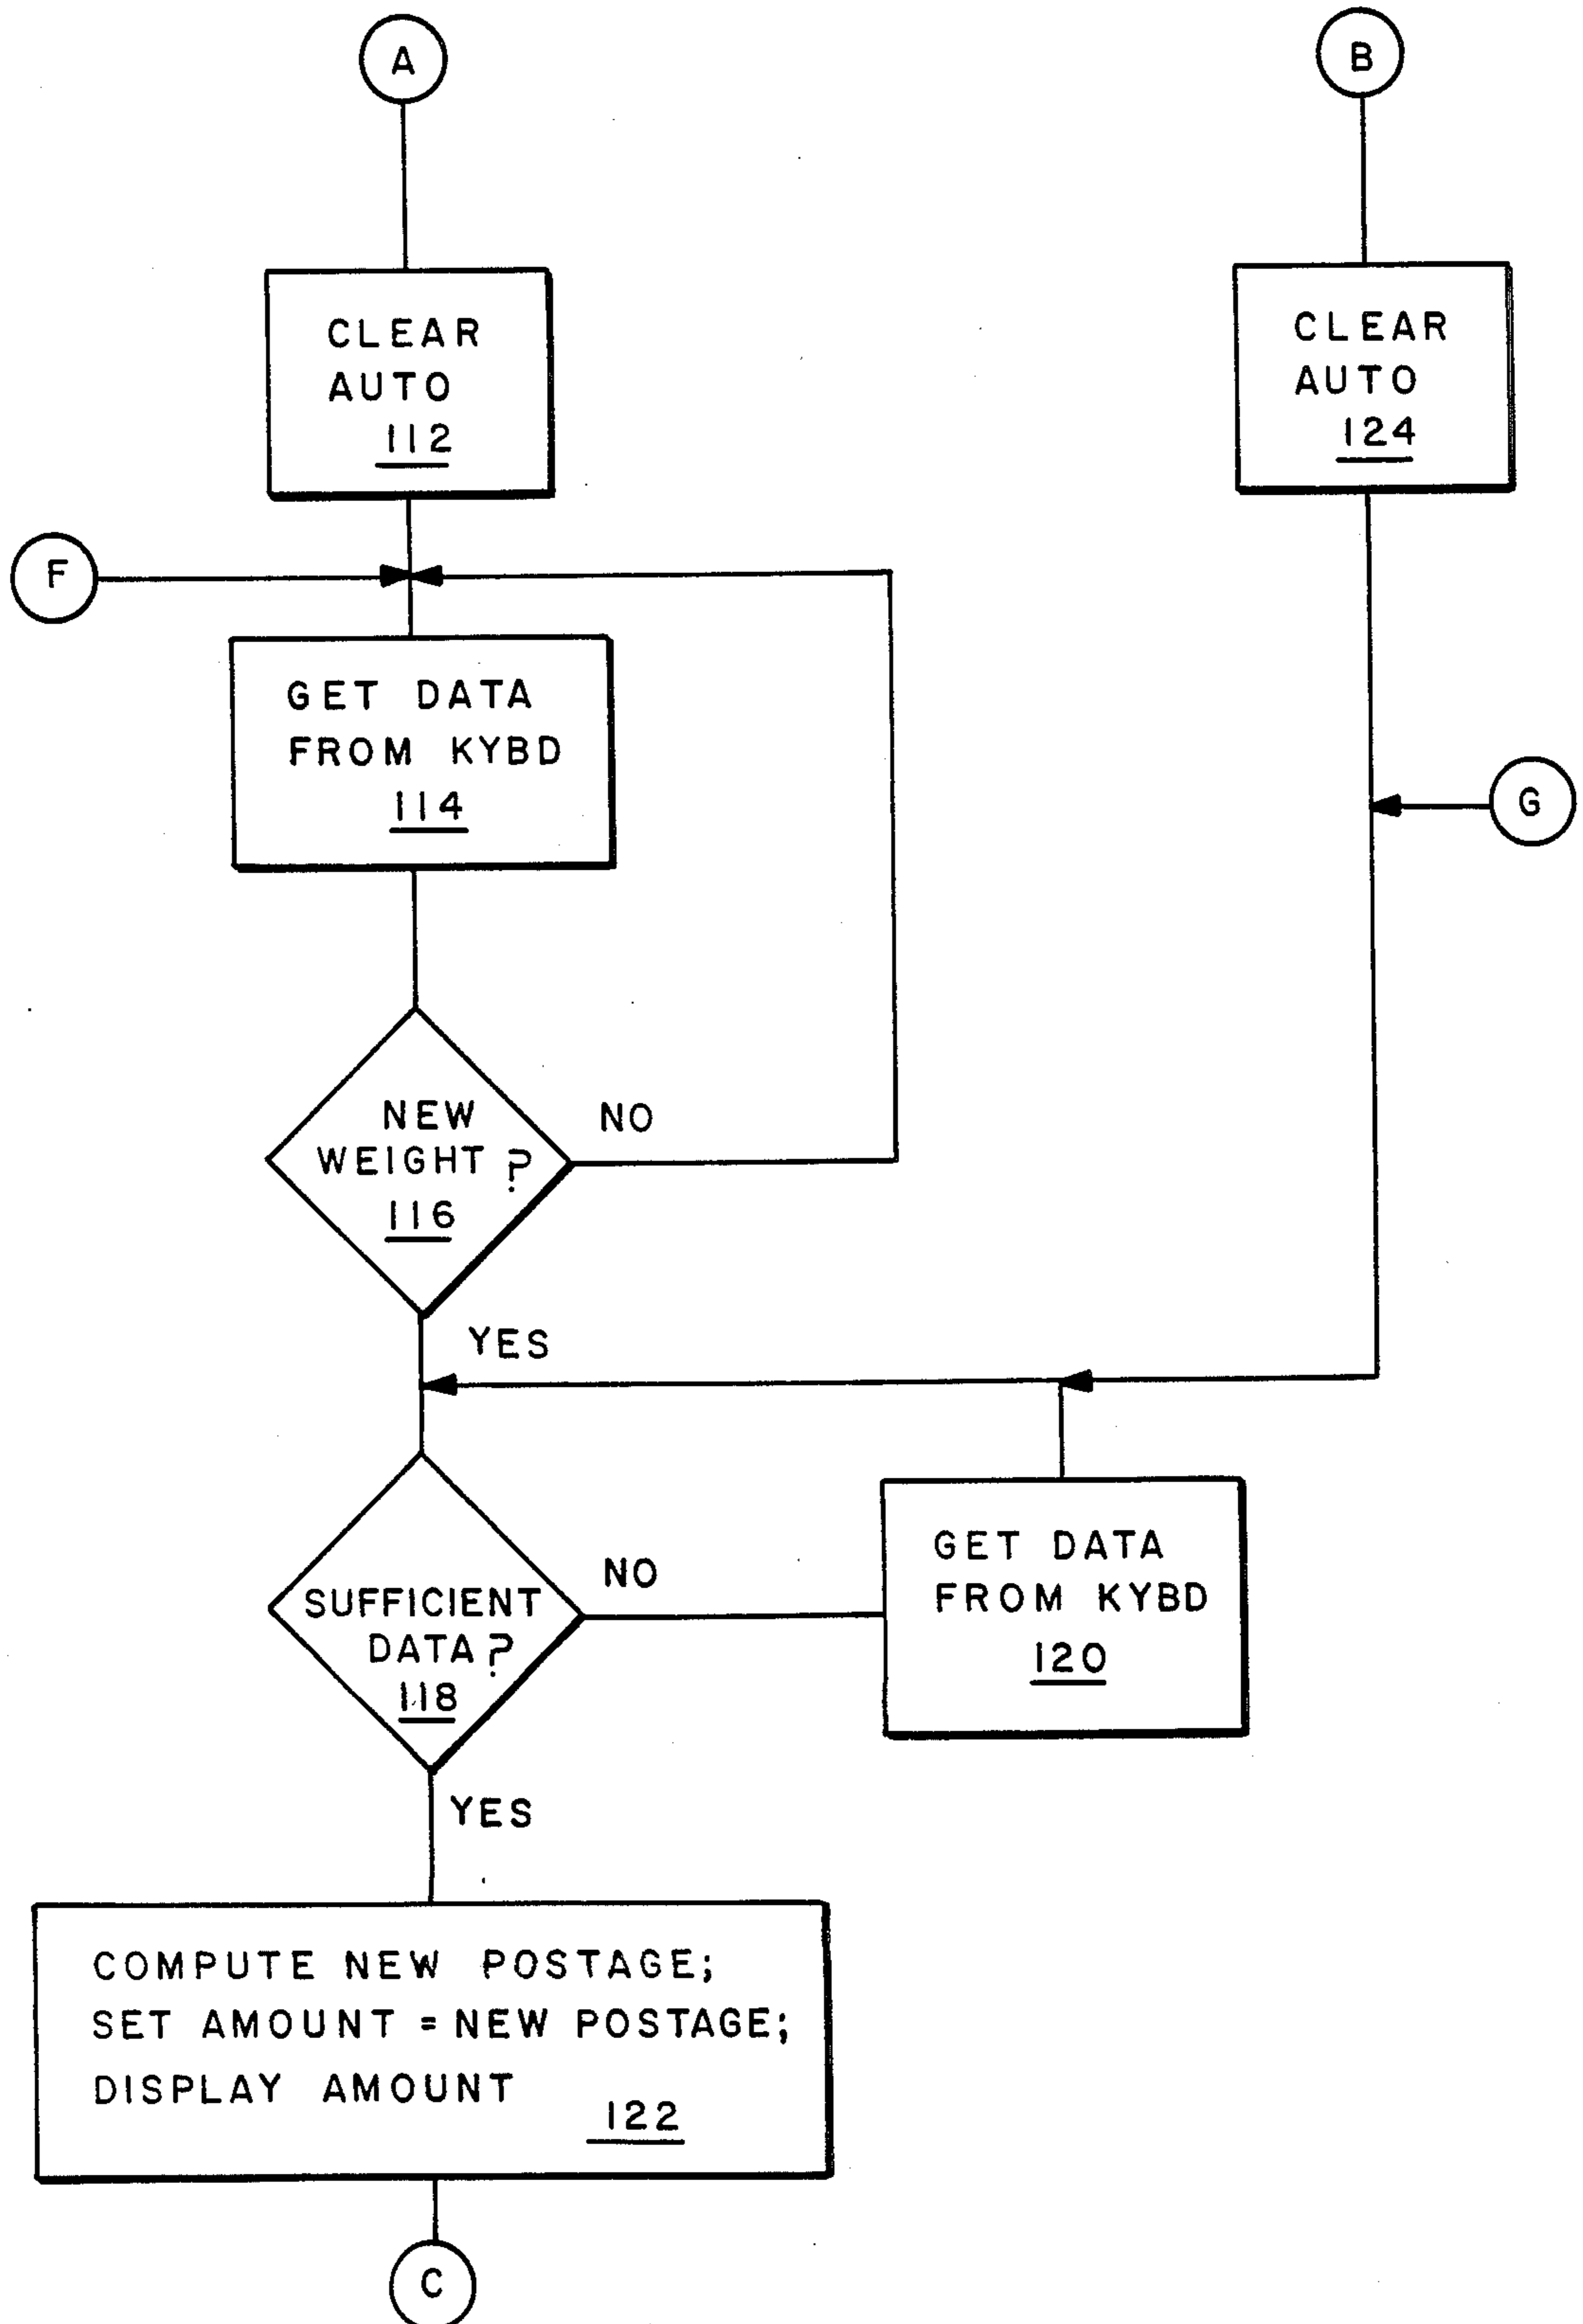 A
B
CLEAR
AUTO
112
CLEAR
AUTO
124
F
GET DATA
FROM KYBD
114
G
NEW
WEIGHT ?
116
NO
YES
SUFFICIENT
DATA?
118
NO
GET DATA
FROM KYBD
120
YES
COMPUTE NEW POSTAGE;
SET AMOUNT = NEW POSTAGE;
DISPLAY AMOUNT
122
C